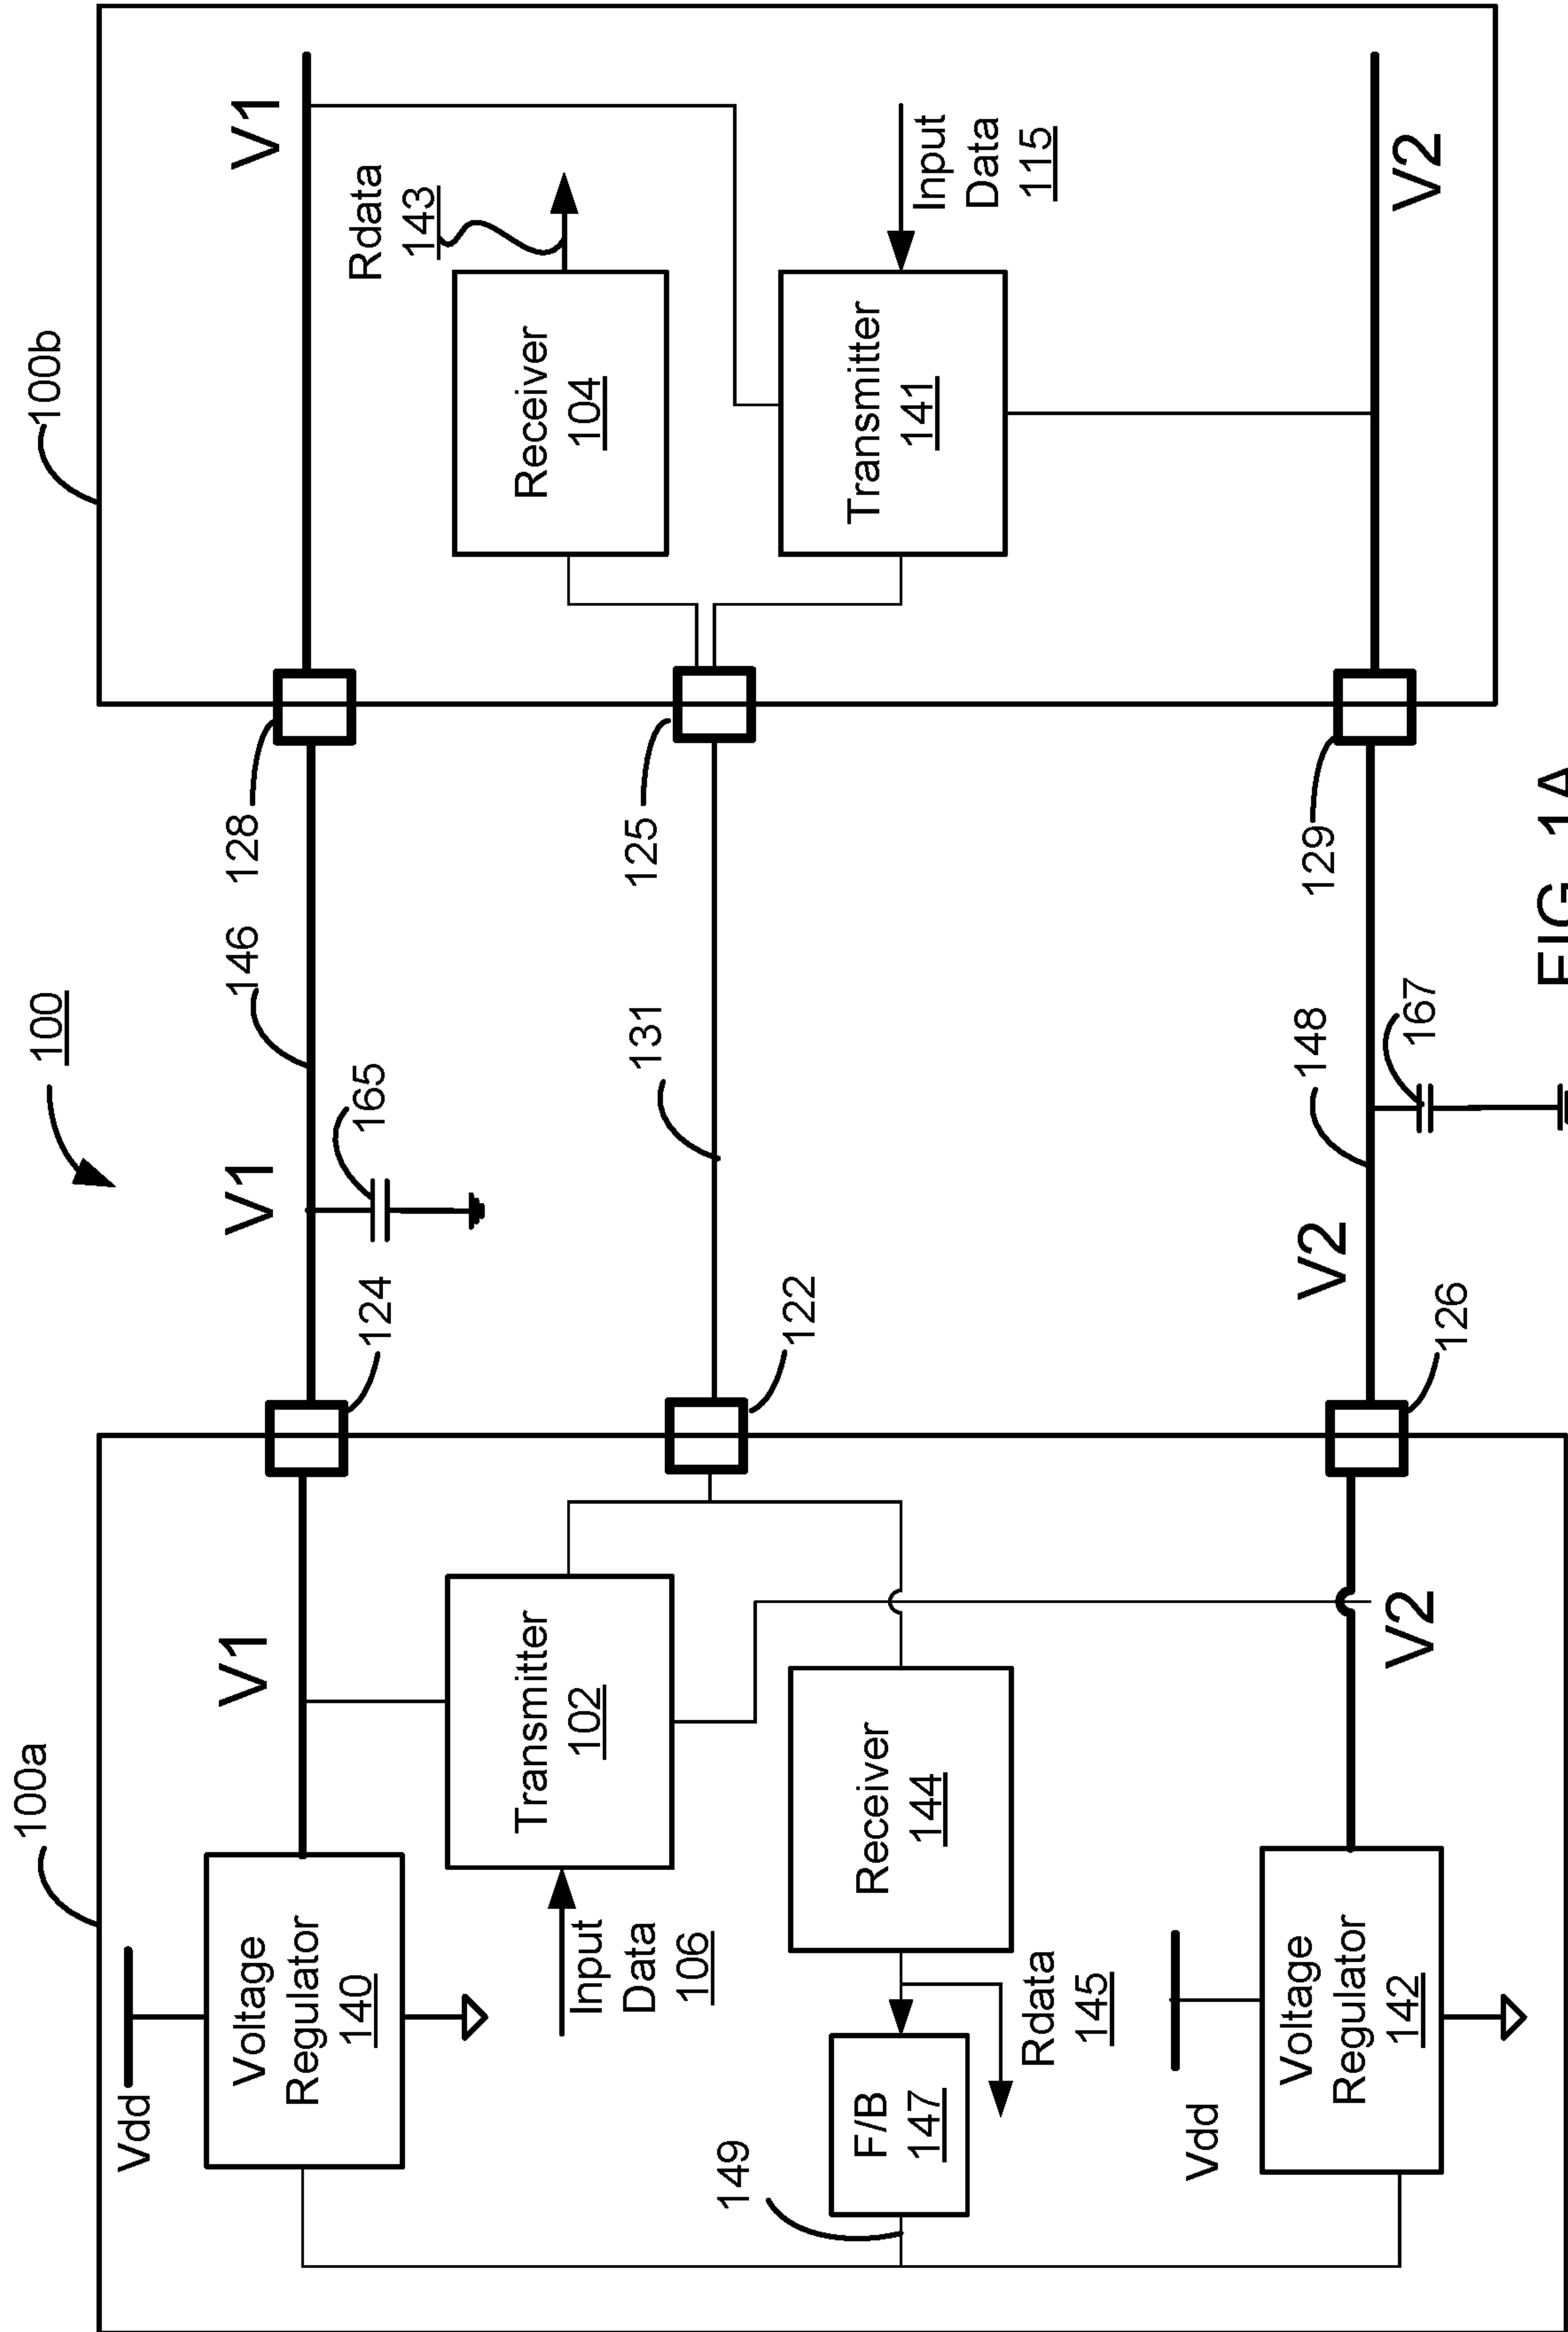 100
100a
100b
Vdd
Voltage
Regulator
140
V1
124
V1
165
146
128
V1
Input
Data
106
Transmitter
102
Receiver
104
Rdata
143
149
F/B
147
Receiver
144
Rdata
145
122
131
125
Transmitter
141
Input
Data
115
Vdd
Voltage
Regulator
142
V2
126
V2
148
167
129
V2
FIG. 1A